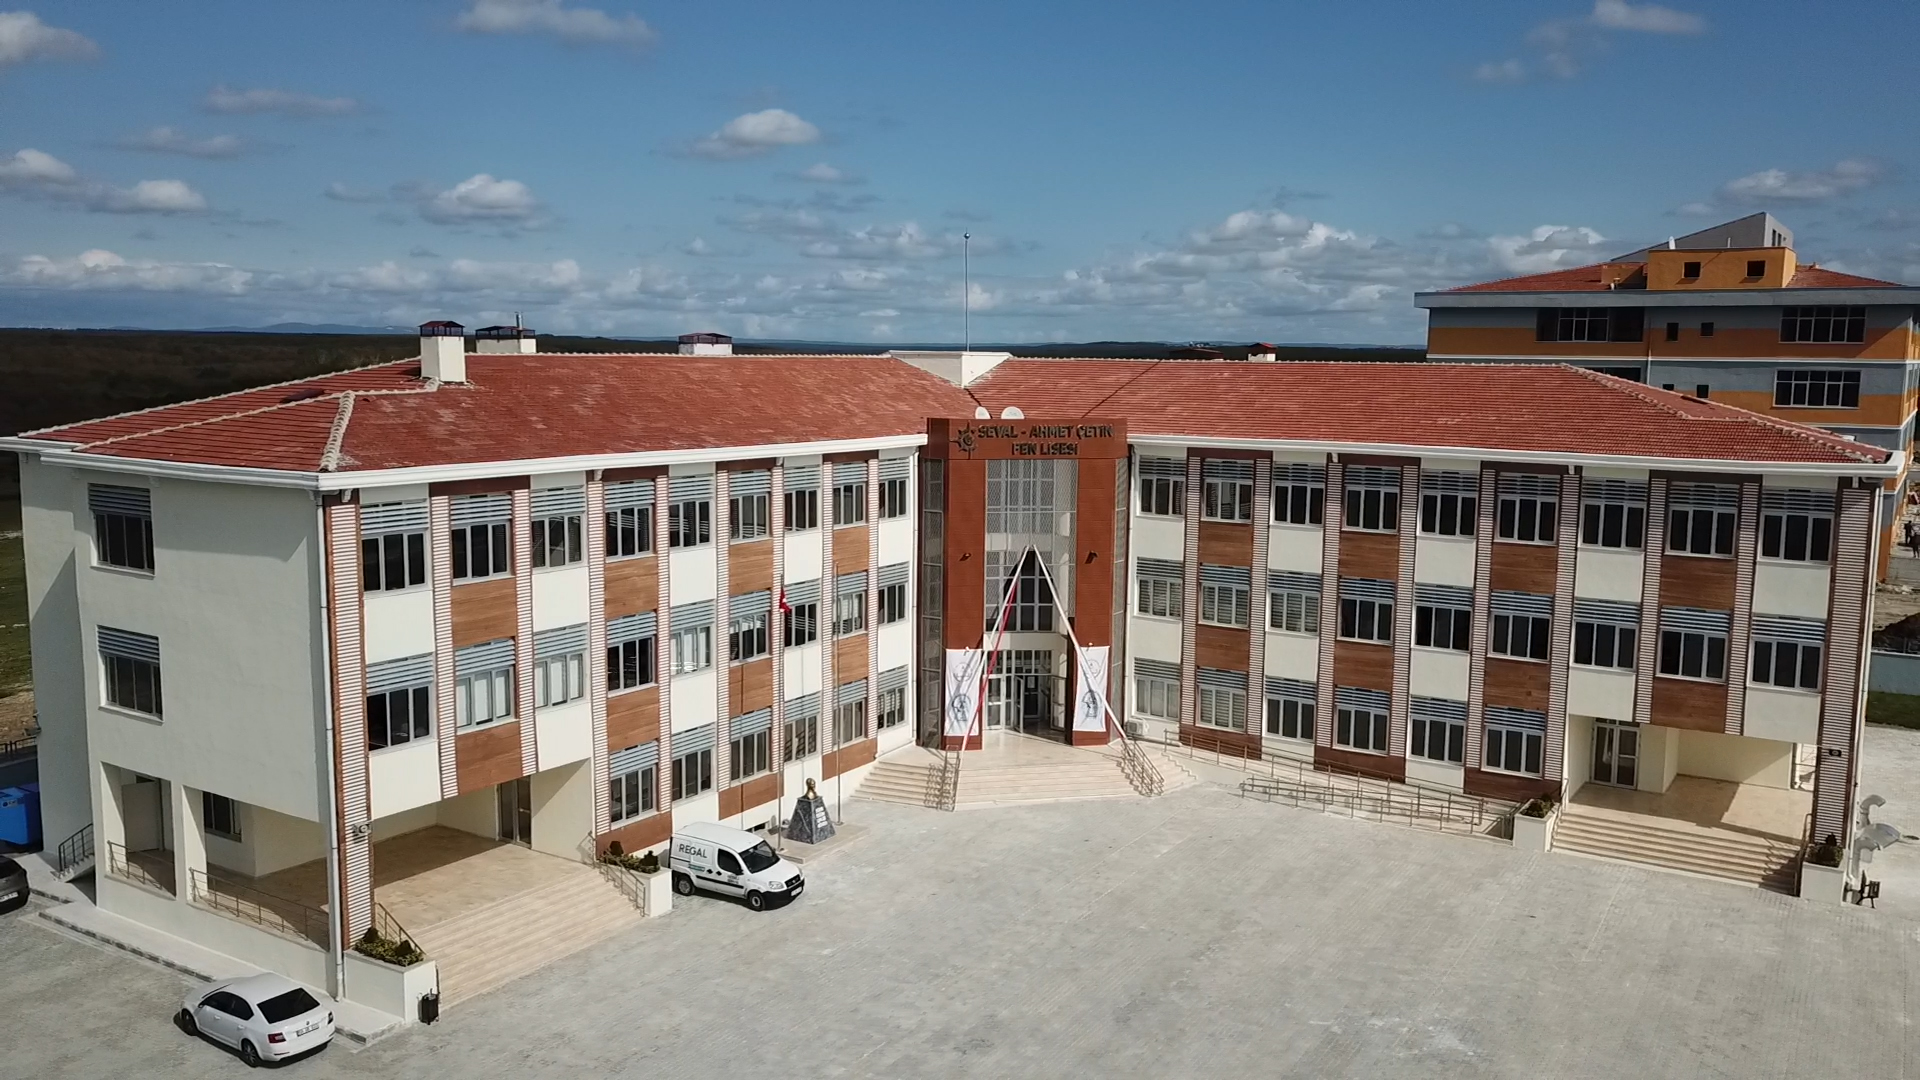 SEVAL - AHMET ÇETİN
FEN LİSESİ
REGAL